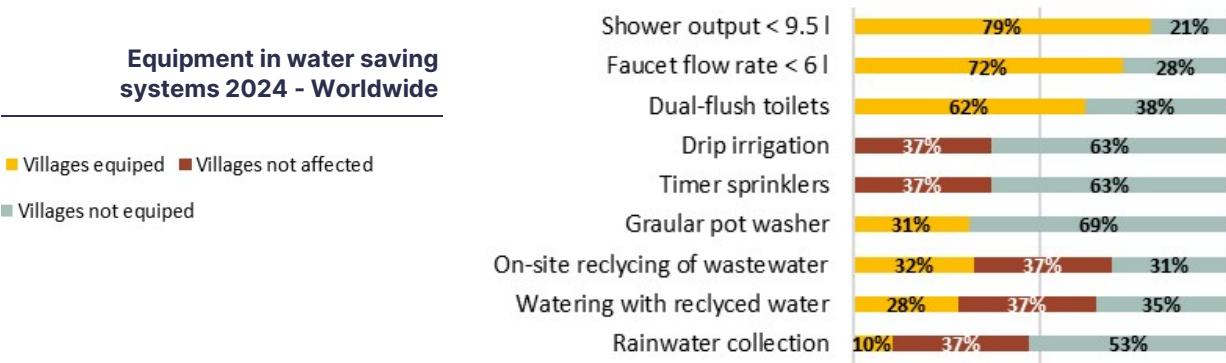 Equipment in water saving
systems 2024 - Worldwide
Villages equiped
Villages not affected
Villages not equiped
Shower output < 9.5 l 79% 21%
Faucet flow rate < 6 l 72% 28%
Dual-flush toilets 62% 38%
Drip irrigation 37% 63%
Timer sprinklers 37% 63%
Graular pot washer 31% 69%
On-site reclycing of wastewater 32% 37% 31%
Watering with reclyced water 28% 37% 35%
Rainwater collection 10% 37% 53%